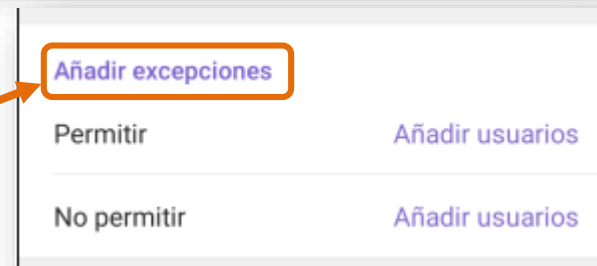 Añadir excepciones
Permitir Añadir usuarios
No permitir Añadir usuarios